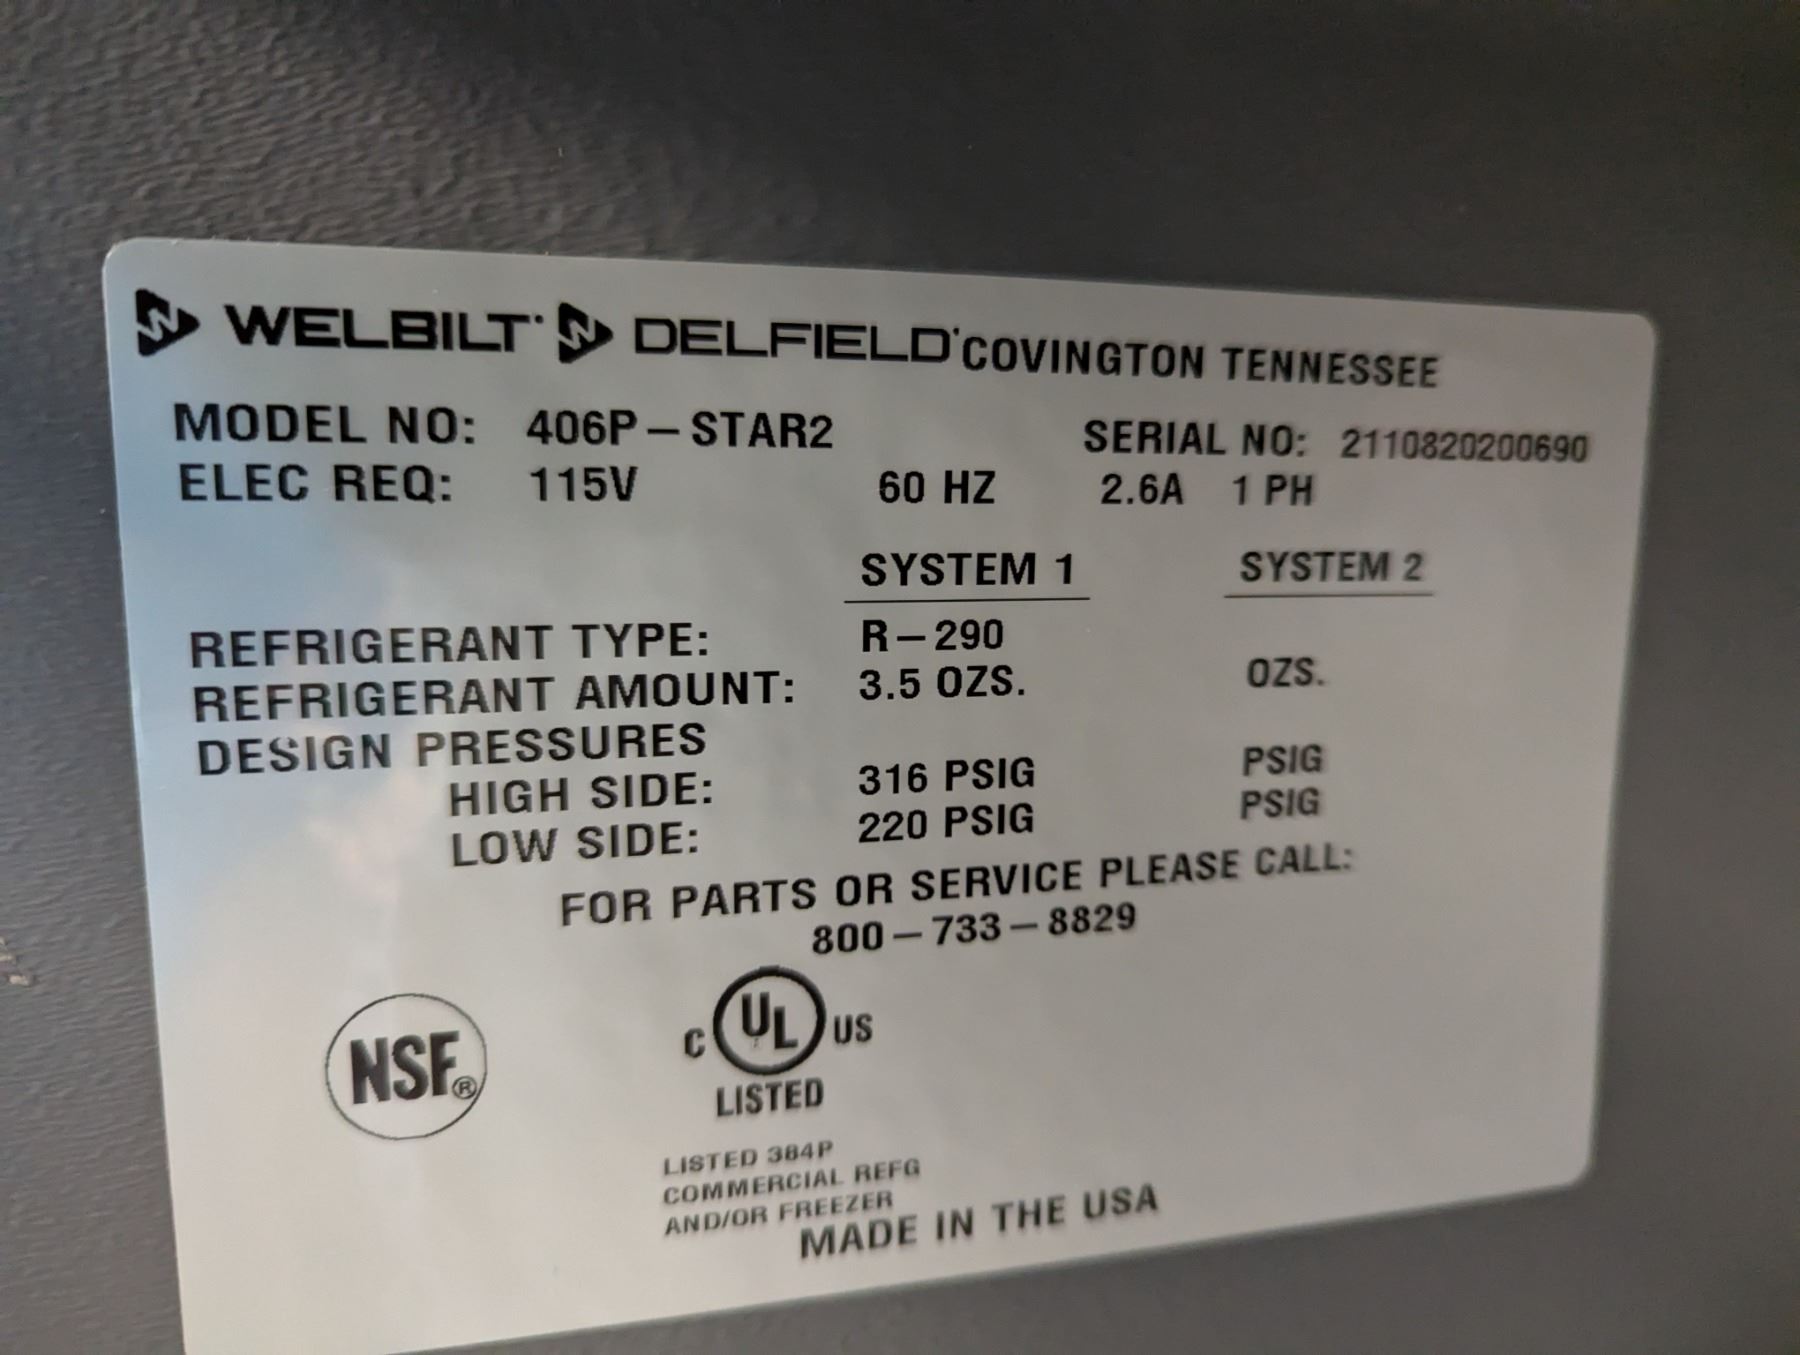 WELBILT DELFIELD COVINGTON TENNESSEE
MODEL NO: 406P-STAR2 SERIAL NO: 2110820200690
ELEC REQ: 115V 60 HZ 2.6A 1 PH
SYSTEM 1 SYSTEM 2
REFRIGERANT TYPE: R-290
REFRIGERANT AMOUNT: 3.5 OZS. OZS.
DESIGN PRESSURES
HIGH SIDE: 316 PSIG PSIG
LOW SIDE: 220 PSIG PSIG
FOR PARTS OR SERVICE PLEASE CALL:
800-733-8829
NSF®
C UL US
LISTED
LISTED 384P
COMMERCIAL REFG
AND/OR FREEZER
MADE IN THE USA